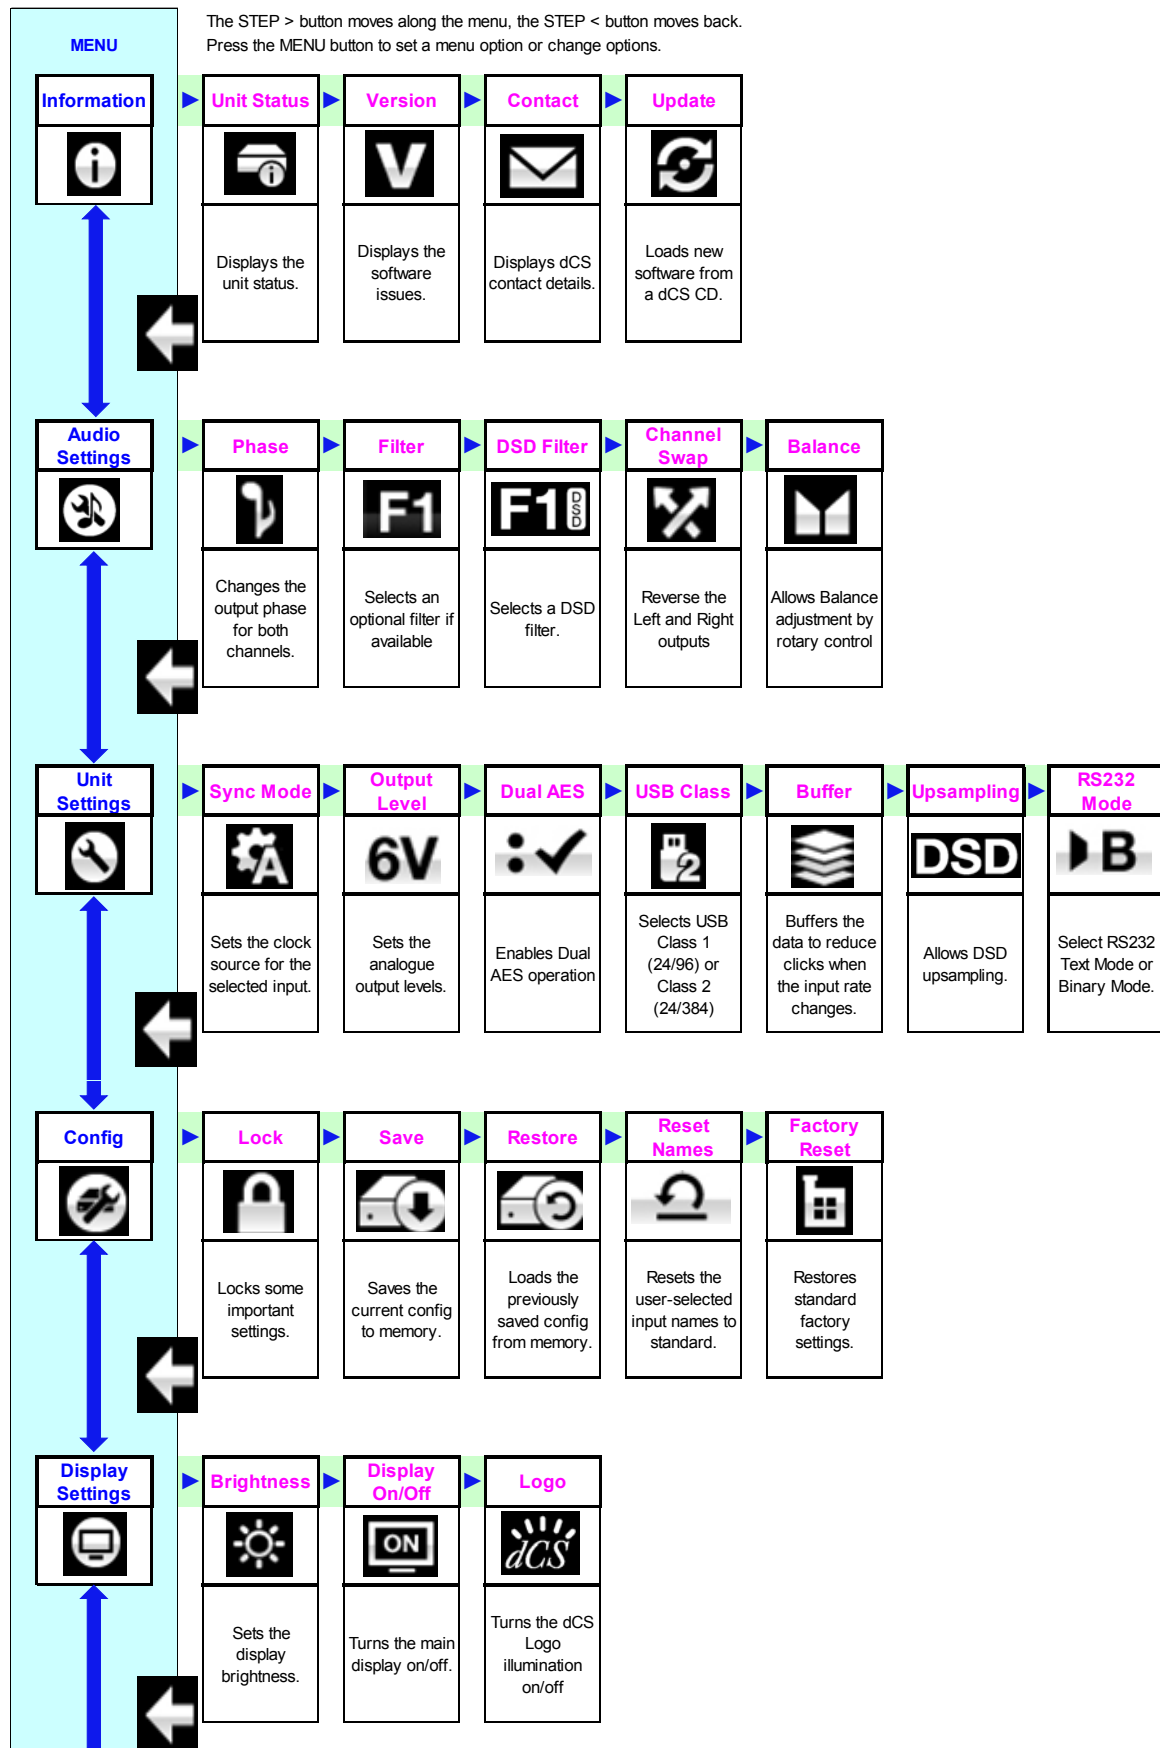 The STEP > button moves along the menu, the STEP < button moves back.
MENU
Press the MENU button to set a menu option or change options.
Information
Unit Status
Version
Contact
Update
V
Displays the
unit status.
Displays the
software
issues.
Displays dCS
contact details.
Loads new
software from
a dCS CD.
Audio
Settings
Phase
Filter
DSD Filter
Channel
Swap
Balance
F1
F1 DSD
Changes the
output phase
for both
channels.
Selects an
optional filter if
available
Selects a DSD
filter.
Reverse the
Left and Right
outputs
Allows Balance
adjustment by
rotary control
Unit
Settings
Sync Mode
Output
Level
Dual AES
USB Class
Buffer
Upsampling
RS232
Mode
A
6V
2
DSD
B
Sets the clock
source for the
selected input.
Sets the
analogue
output levels.
Enables Dual
AES operation
Selects USB
Class 1
(24/96) or
Class 2
(24/384)
Buffers the
data to reduce
clicks when
the input rate
changes.
Allows DSD
upsampling.
Select RS232
Text Mode or
Binary Mode.
Config
Lock
Save
Restore
Reset
Names
Factory
Reset
Locks some
important
settings.
Saves the
current config
to memory.
Loads the
previously
saved config
from memory.
Resets the
user-selected
input names to
standard.
Restores
standard
factory
settings.
Display
Settings
Brightness
Display
On/Off
Logo
ON
dCS
Sets the
display
brightness.
Turns the main
display on/off.
Turns the dCS
Logo
illumination
on/off